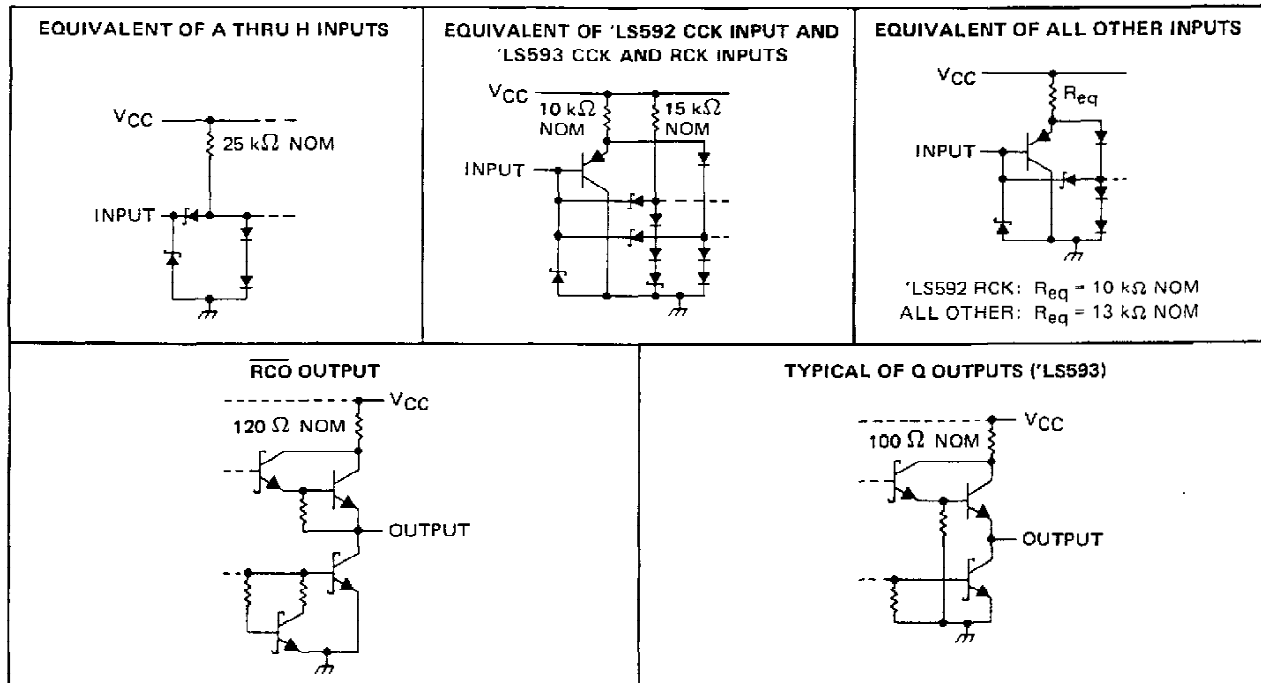 EQUIVALENT OF A THRU H INPUTS
VCC
25 kΩ NOM
INPUT
EQUIVALENT OF 'LS592 CCK INPUT AND
'LS593 CCK AND RCK INPUTS
VCC
10 kΩ
NOM
15 kΩ
NOM
INPUT
EQUIVALENT OF ALL OTHER INPUTS
VCC
Req
INPUT
'LS592 RCK: Req = 10 kΩ NOM
ALL OTHER: Req = 13 kΩ NOM
R̅C̅O̅ OUTPUT
VCC
120 Ω NOM
OUTPUT
TYPICAL OF Q OUTPUTS ('LS593)
VCC
100 Ω NOM
OUTPUT